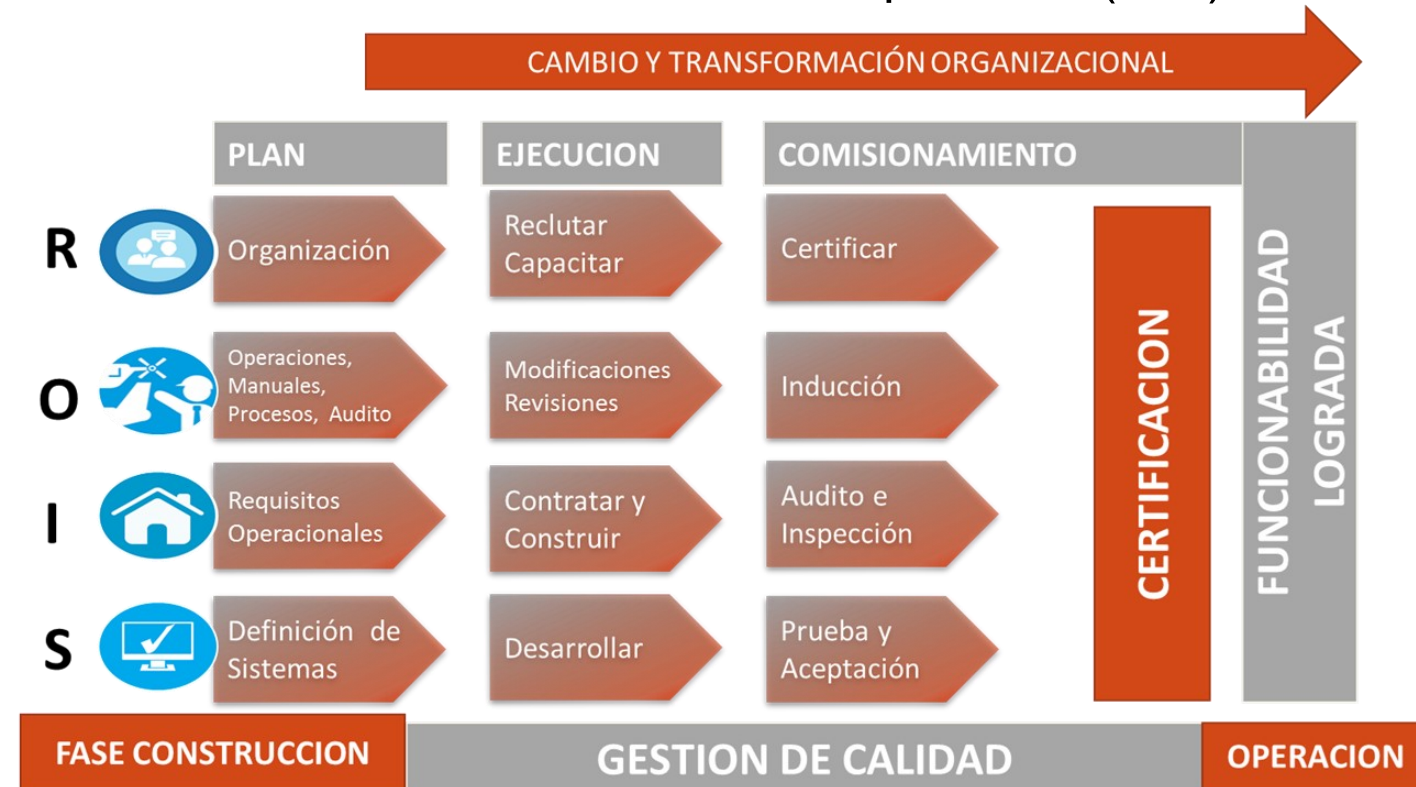 CAMBIO Y TRANSFORMACIÓN ORGANIZACIONAL
PLAN
EJECUCION
COMISIONAMIENTO
R
Organización
Reclutar
Capacitar
Certificar
O
Operaciones,
Manuales,
Procesos, Audito
Modificaciones
Revisiones
Inducción
I
Requisitos
Operacionales
Contratar y
Construir
Audito e
Inspección
S
Definición de
Sistemas
Desarrollar
Prueba y
Aceptación
CERTIFICACION
FUNCIONABILIDAD
LOGRADA
FASE CONSTRUCCION
GESTION DE CALIDAD
OPERACION